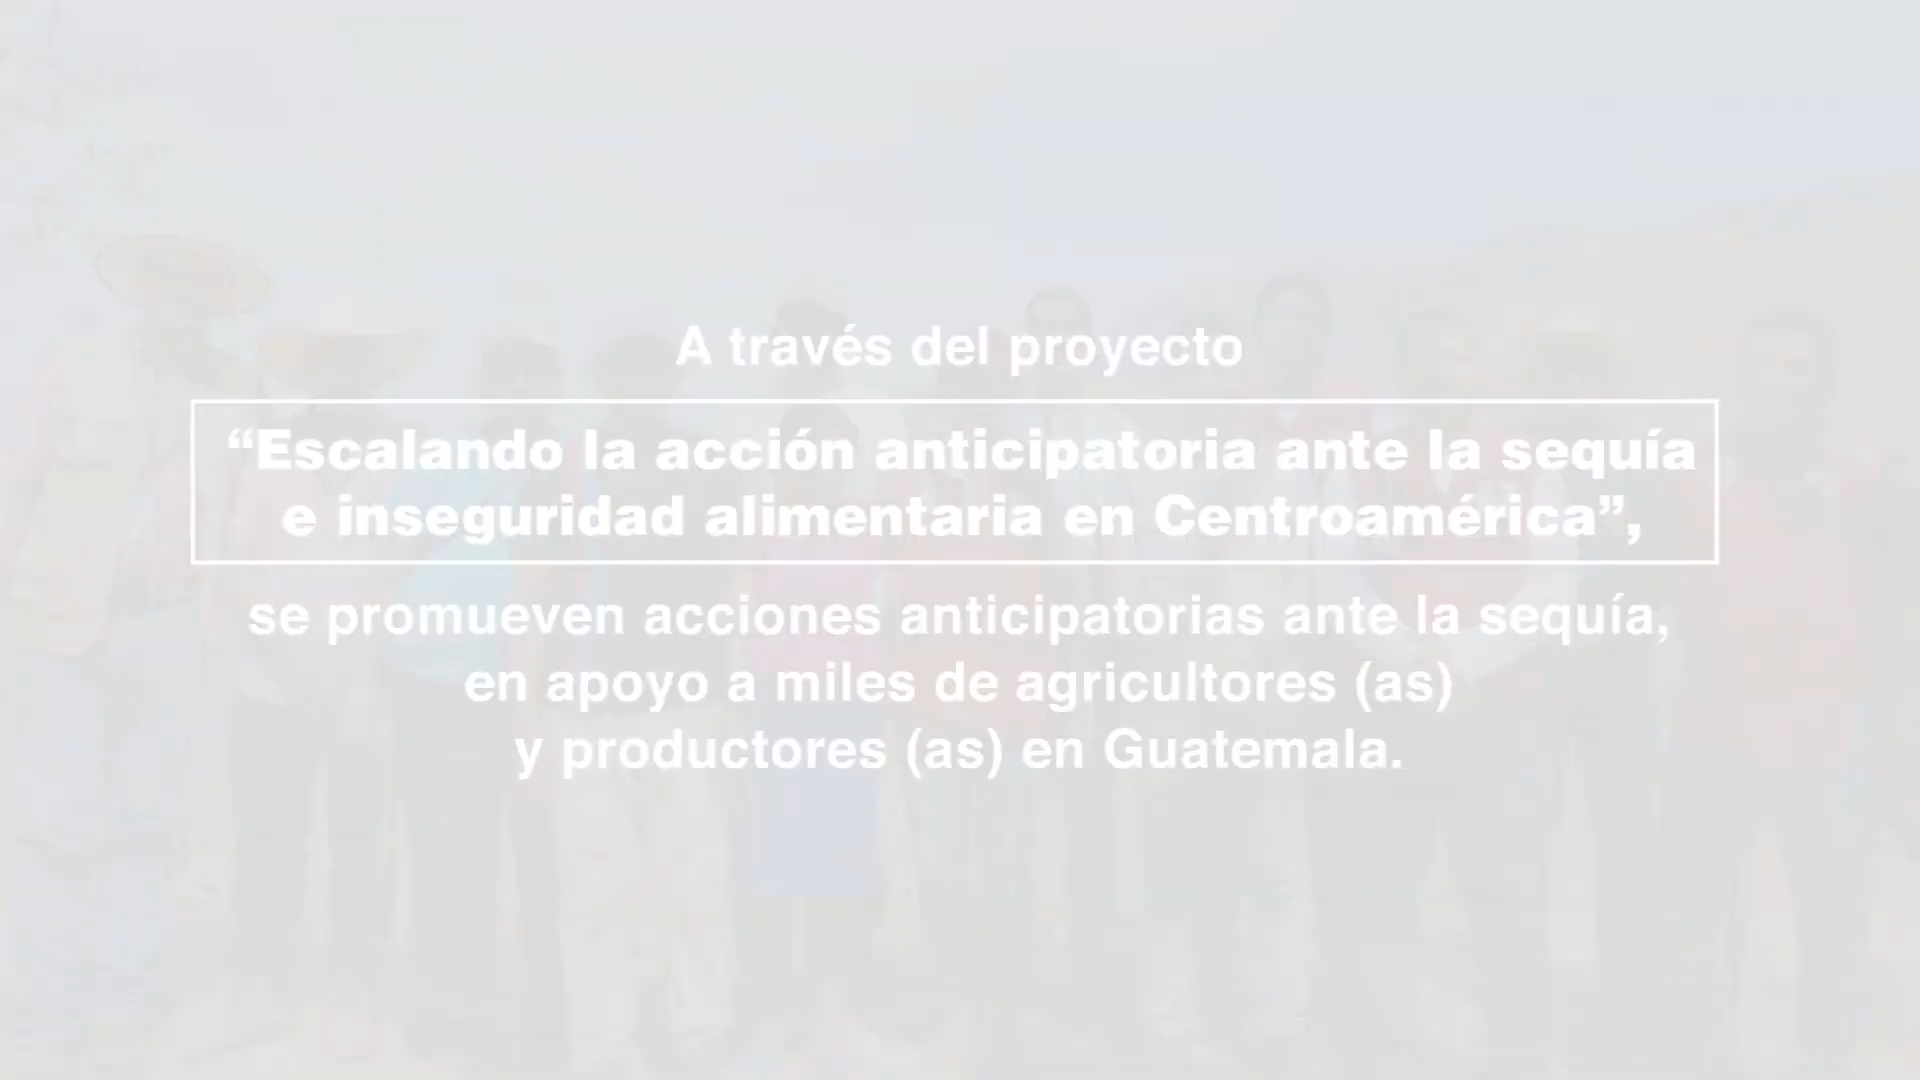 A través del proyecto
“Escalando la acción anticipatoria ante la sequía
e inseguridad alimentaria en Centroamérica”,
se promueven acciones anticipatorias ante la sequía,
en apoyo a miles de agricultores (as)
y productores (as) en Guatemala.